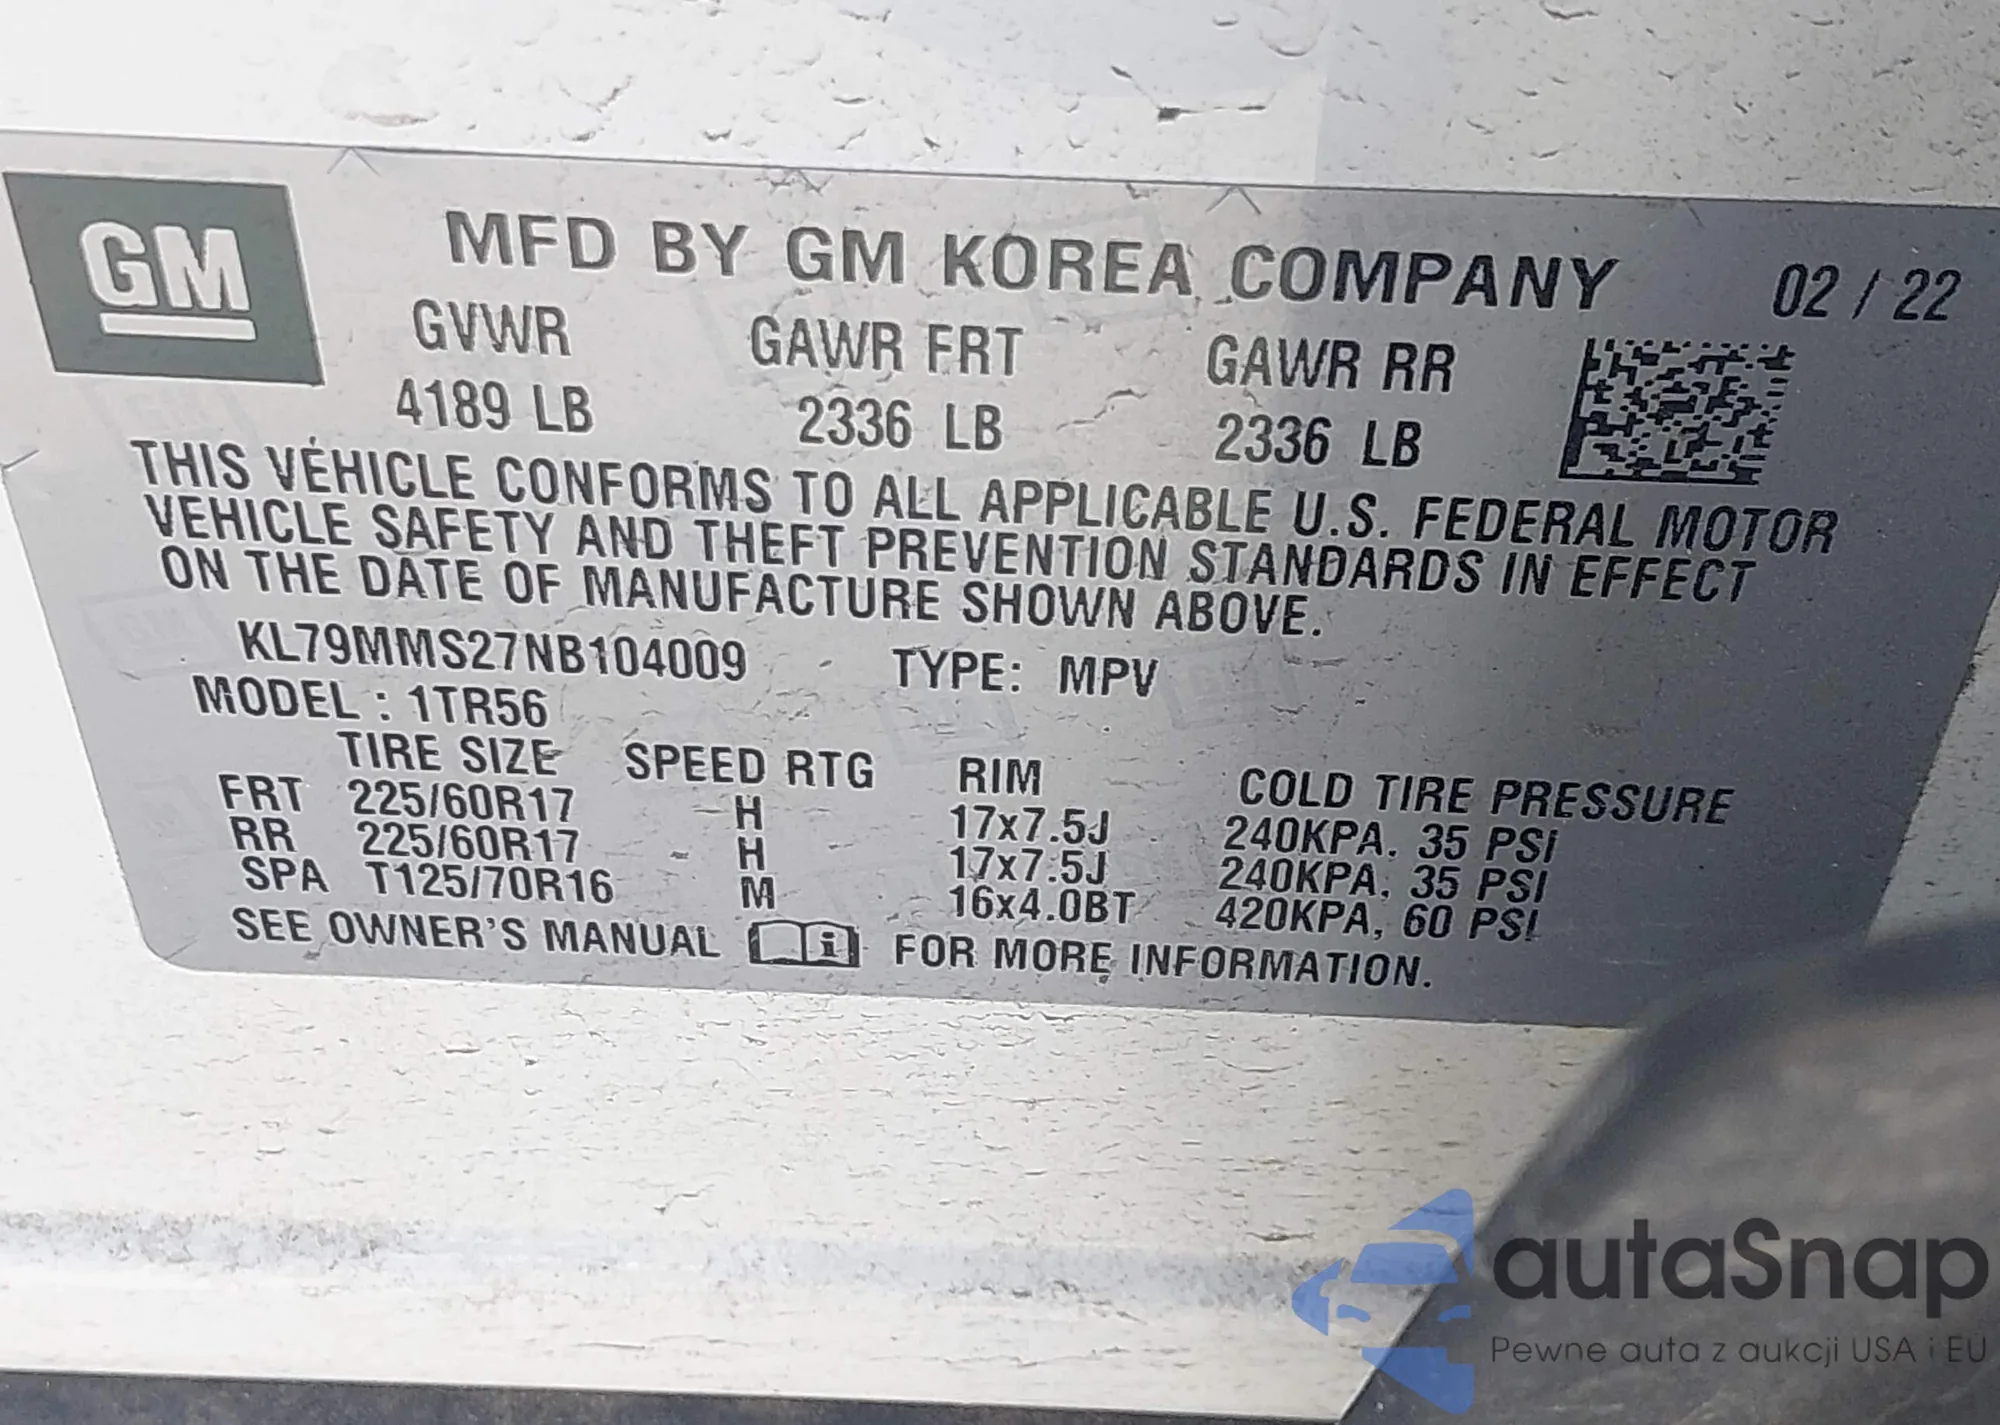 GM
MFD BY GM KOREA COMPANY 02 / 22
GVWR GAWR FRT GAWR RR
4189 LB 2336 LB 2336 LB
THIS VEHICLE CONFORMS TO ALL APPLICABLE U.S. FEDERAL MOTOR
VEHICLE SAFETY AND THEFT PREVENTION STANDARDS IN EFFECT
ON THE DATE OF MANUFACTURE SHOWN ABOVE.
KL79MMS27NB104009 TYPE: MPV
MODEL : 1TR56
TIRE SIZE SPEED RTG RIM COLD TIRE PRESSURE
FRT 225/60R17 H 17x7.5J 240KPA, 35 PSI
RR 225/60R17 H 17x7.5J 240KPA, 35 PSI
SPA T125/70R16 M 16x4.0BT 420KPA, 60 PSI
SEE OWNER'S MANUAL i FOR MORE INFORMATION.
autaSnap
Pewne auta z aukcji USA i EU